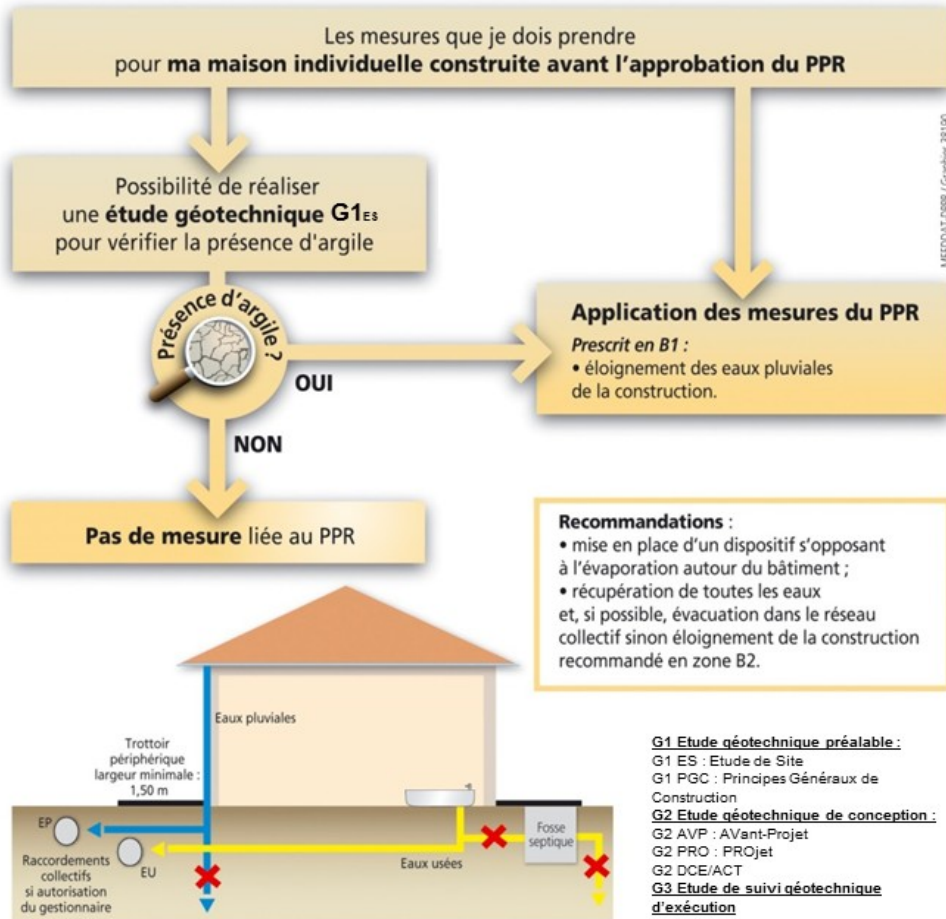 Les mesures que je dois prendre
pour ma maison individuelle construite avant l'approbation du PPR
Possibilité de réaliser
une étude géotechnique G1ES
pour vérifier la présence d'argile
Présence d'argile ?
OUI
NON
Application des mesures du PPR
Prescrit en B1 :
• éloignement des eaux pluviales
de la construction.
Pas de mesure liée au PPR
Recommandations :
• mise en place d'un dispositif s'opposant
à l'évaporation autour du bâtiment ;
• récupération de toutes les eaux
et, si possible, évacuation dans le réseau
collectif sinon éloignement de la construction
recommandé en zone B2.
Eaux pluviales
Trottoir
périphérique
largeur minimale :
1,50 m
EP
EU
Raccordements
collectifs
si autorisation
du gestionnaire
Eaux usées
Fosse
septique
G1 Etude géotechnique préalable :
G1 ES : Etude de Site
G1 PGC : Principes Généraux de
Construction
G2 Etude géotechnique de conception :
G2 AVP : AVant-Projet
G2 PRO : PROjet
G2 DCE/ACT
G3 Etude de suivi géotechnique
d'exécution